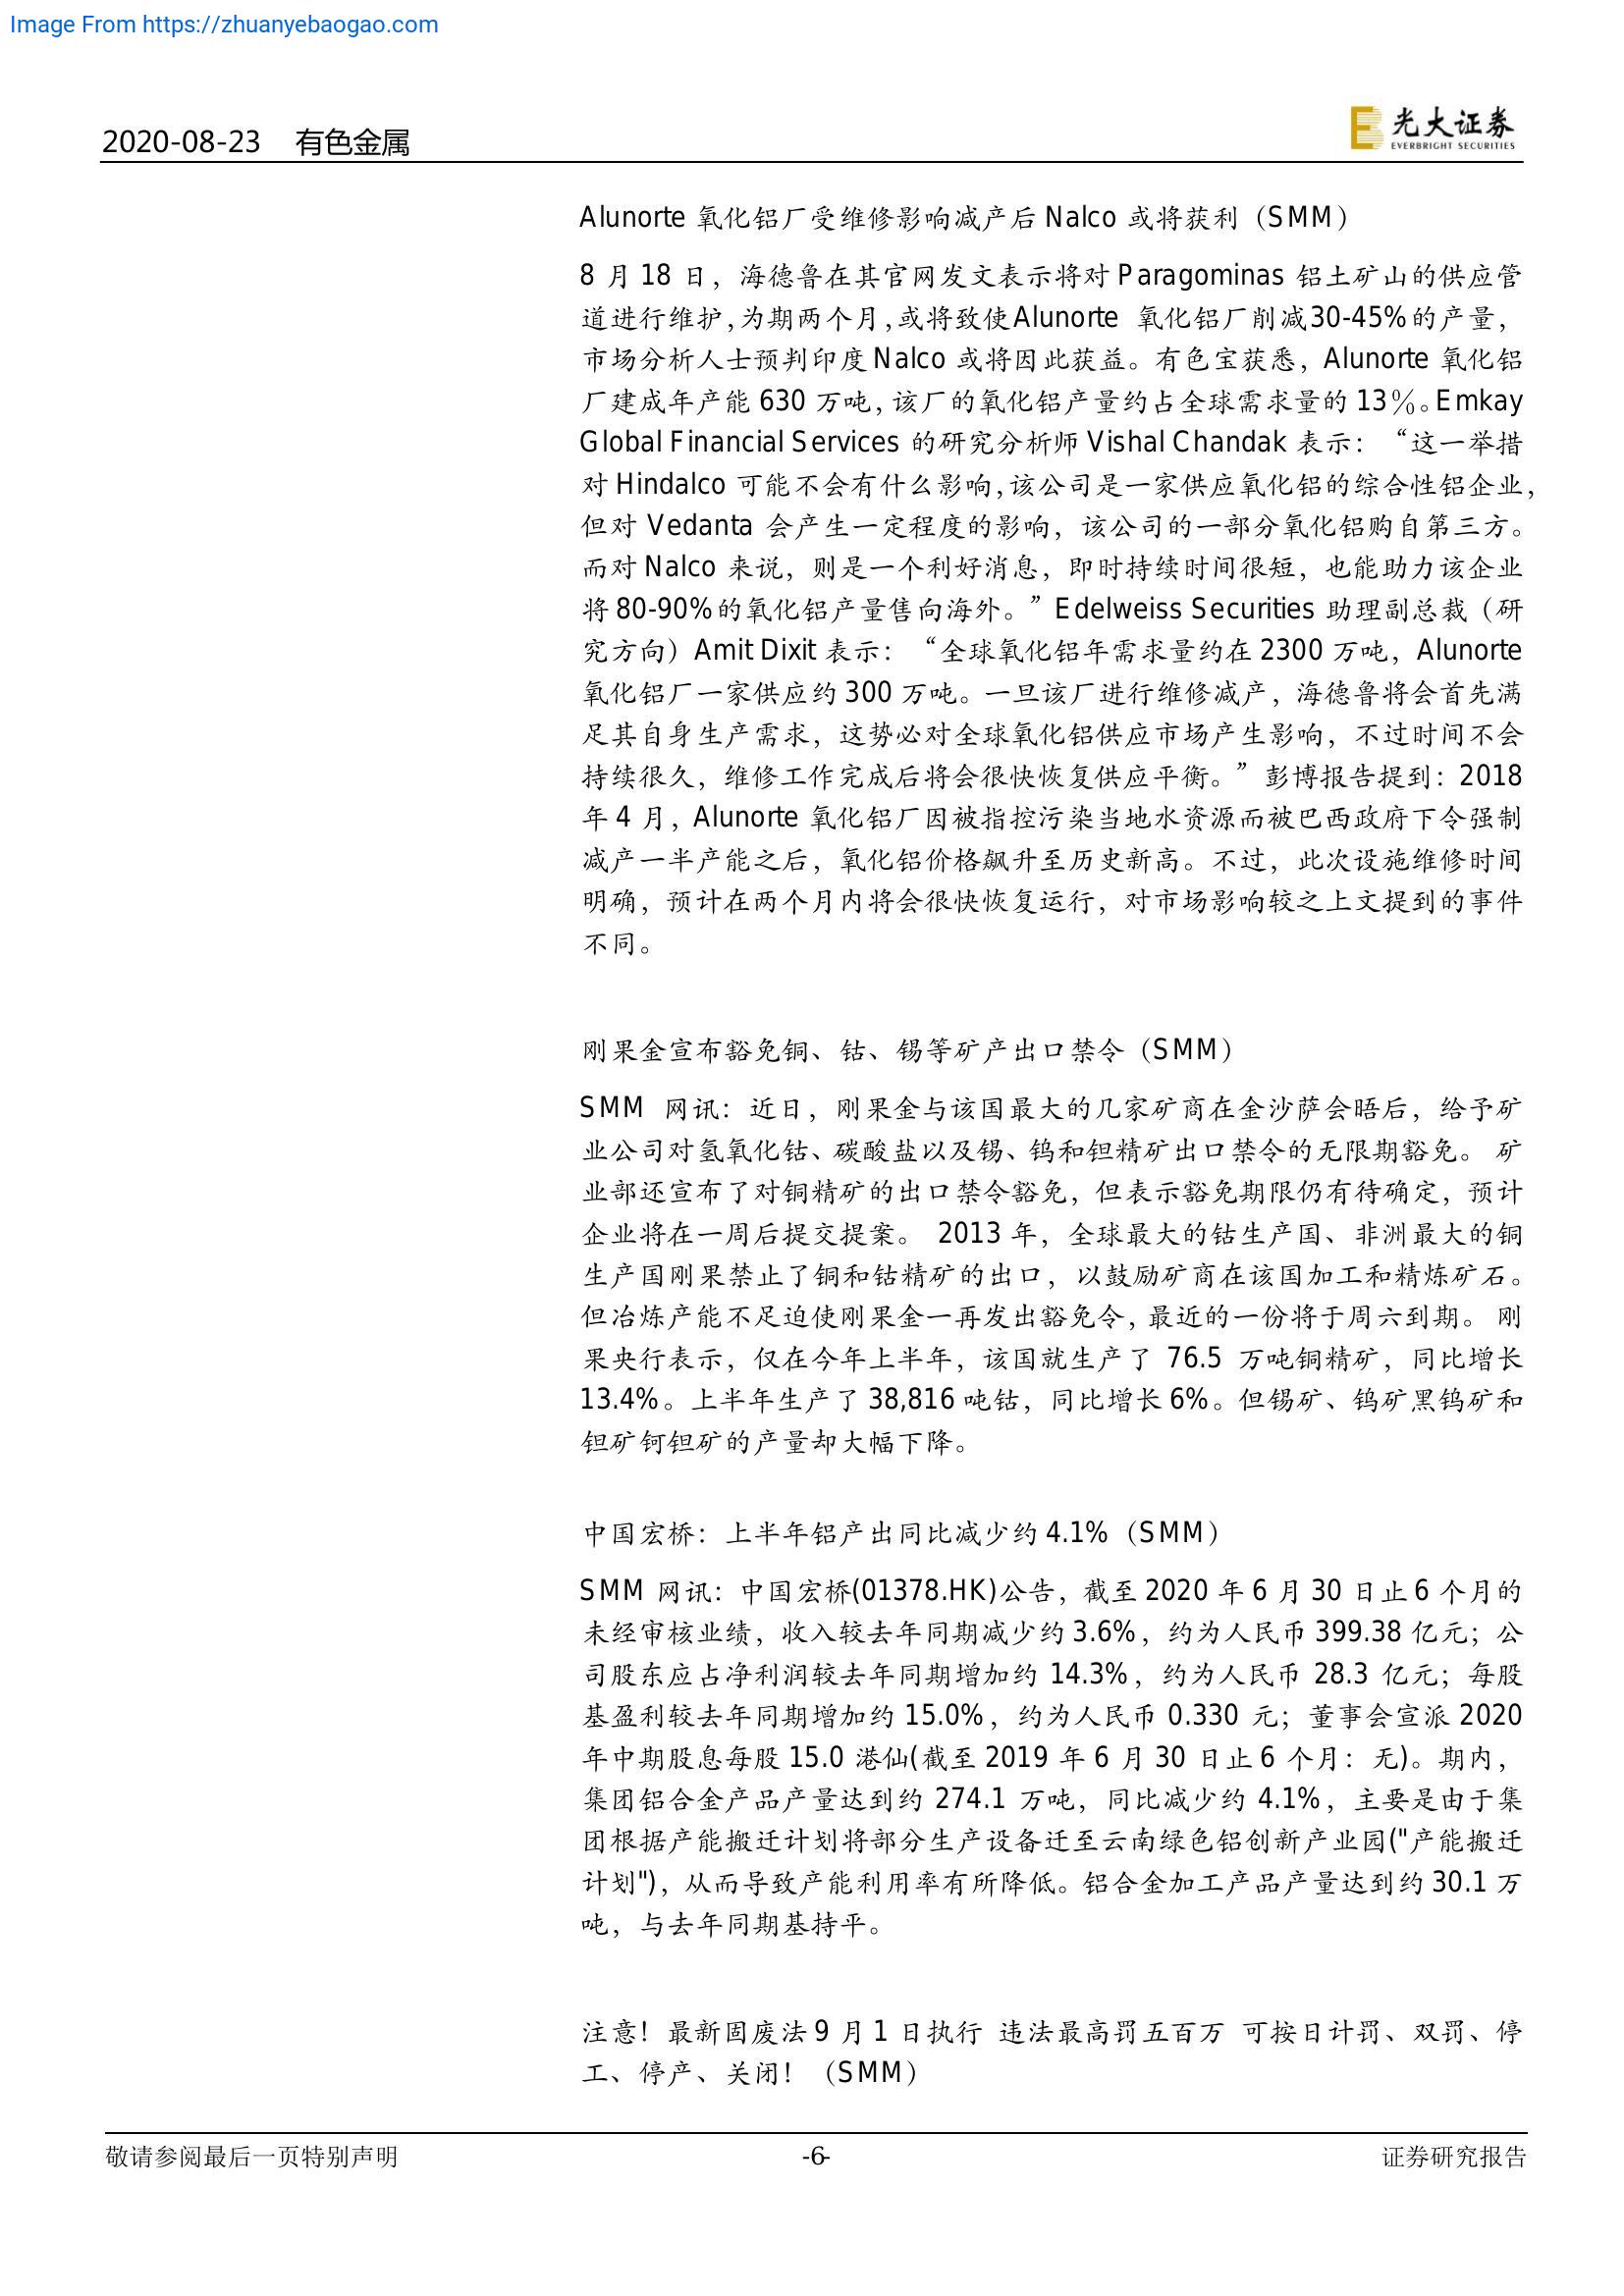 Image From https://zhuanyebaogao.com
2020-08-23 有色金属
光大证券
EVERBRIGHT SECURITIES
Alunorte 氧化铝厂受维修影响减产后 Nalco 或将获利（SMM）
8 月 18 日，海德鲁在其官网发文表示将对 Paragominas 铝土矿山的供应管
道进行维护，为期两个月，或将致使Alunorte 氧化铝厂削减30-45%的产量，
市场分析人士预判印度 Nalco 或将因此获益。有色宝获悉，Alunorte 氧化铝
厂建成年产能 630 万吨，该厂的氧化铝产量约占全球需求量的 13%。Emkay
Global Financial Services 的研究分析师 Vishal Chandak 表示：“这一举措
对 Hindalco 可能不会有什么影响，该公司是一家供应氧化铝的综合性铝企业，
但对 Vedanta 会产生一定程度的影响，该公司的一部分氧化铝购自第三方。
而对 Nalco 来说，则是一个利好消息，即时持续时间很短，也能助力该企业
将 80-90%的氧化铝产量售向海外。”Edelweiss Securities 助理副总裁（研
究方向）Amit Dixit 表示：“全球氧化铝年需求量约在 2300 万吨，Alunorte
氧化铝厂一家供应约 300 万吨。一旦该厂进行维修减产，海德鲁将会首先满
足其自身生产需求，这势必对全球氧化铝供应市场产生影响，不过时间不会
持续很久，维修工作完成后将会很快恢复供应平衡。”彭博报告提到：2018
年 4 月，Alunorte 氧化铝厂因被指控污染当地水资源而被巴西政府下令强制
减产一半产能之后，氧化铝价格飙升至历史新高。不过，此次设施维修时间
明确，预计在两个月内将会很快恢复运行，对市场影响较之上文提到的事件
不同。
刚果金宣布豁免铜、钴、锡等矿产出口禁令（SMM）
SMM 网讯：近日，刚果金与该国最大的几家矿商在金沙萨会晤后，给予矿
业公司对氢氧化钴、碳酸盐以及锡、钨和钽精矿出口禁令的无限期豁免。 矿
业部还宣布了对铜精矿的出口禁令豁免，但表示豁免期限仍有待确定，预计
企业将在一周后提交提案。 2013 年，全球最大的钴生产国、非洲最大的铜
生产国刚果禁止了铜和钴精矿的出口，以鼓励矿商在该国加工和精炼矿石。
但冶炼产能不足迫使刚果金一再发出豁免令，最近的一份将于周六到期。 刚
果央行表示，仅在今年上半年，该国就生产了 76.5 万吨铜精矿，同比增长
13.4%。上半年生产了 38,816 吨钴，同比增长 6%。但锡矿、钨矿黑钨矿和
钽矿钶钽矿的产量却大幅下降。
中国宏桥：上半年铝产出同比减少约 4.1%（SMM）
SMM 网讯：中国宏桥(01378.HK)公告，截至 2020 年 6 月 30 日止 6 个月的
未经审核业绩，收入较去年同期减少约 3.6%，约为人民币 399.38 亿元；公
司股东应占净利润较去年同期增加约 14.3%，约为人民币 28.3 亿元；每股
基盈利较去年同期增加约 15.0%，约为人民币 0.330 元；董事会宣派 2020
年中期股息每股 15.0 港仙(截至 2019 年 6 月 30 日止 6 个月：无)。期内，
集团铝合金产品产量达到约 274.1 万吨，同比减少约 4.1%，主要是由于集
团根据产能搬迁计划将部分生产设备迁至云南绿色铝创新产业园("产能搬迁
计划")，从而导致产能利用率有所降低。铝合金加工产品产量达到约 30.1 万
吨，与去年同期基持平。
注意！最新固废法 9 月 1 日执行 违法最高罚五百万 可按日计罚、双罚、停
工、停产、关闭！（SMM）
敬请参阅最后一页特别声明 -6- 证券研究报告